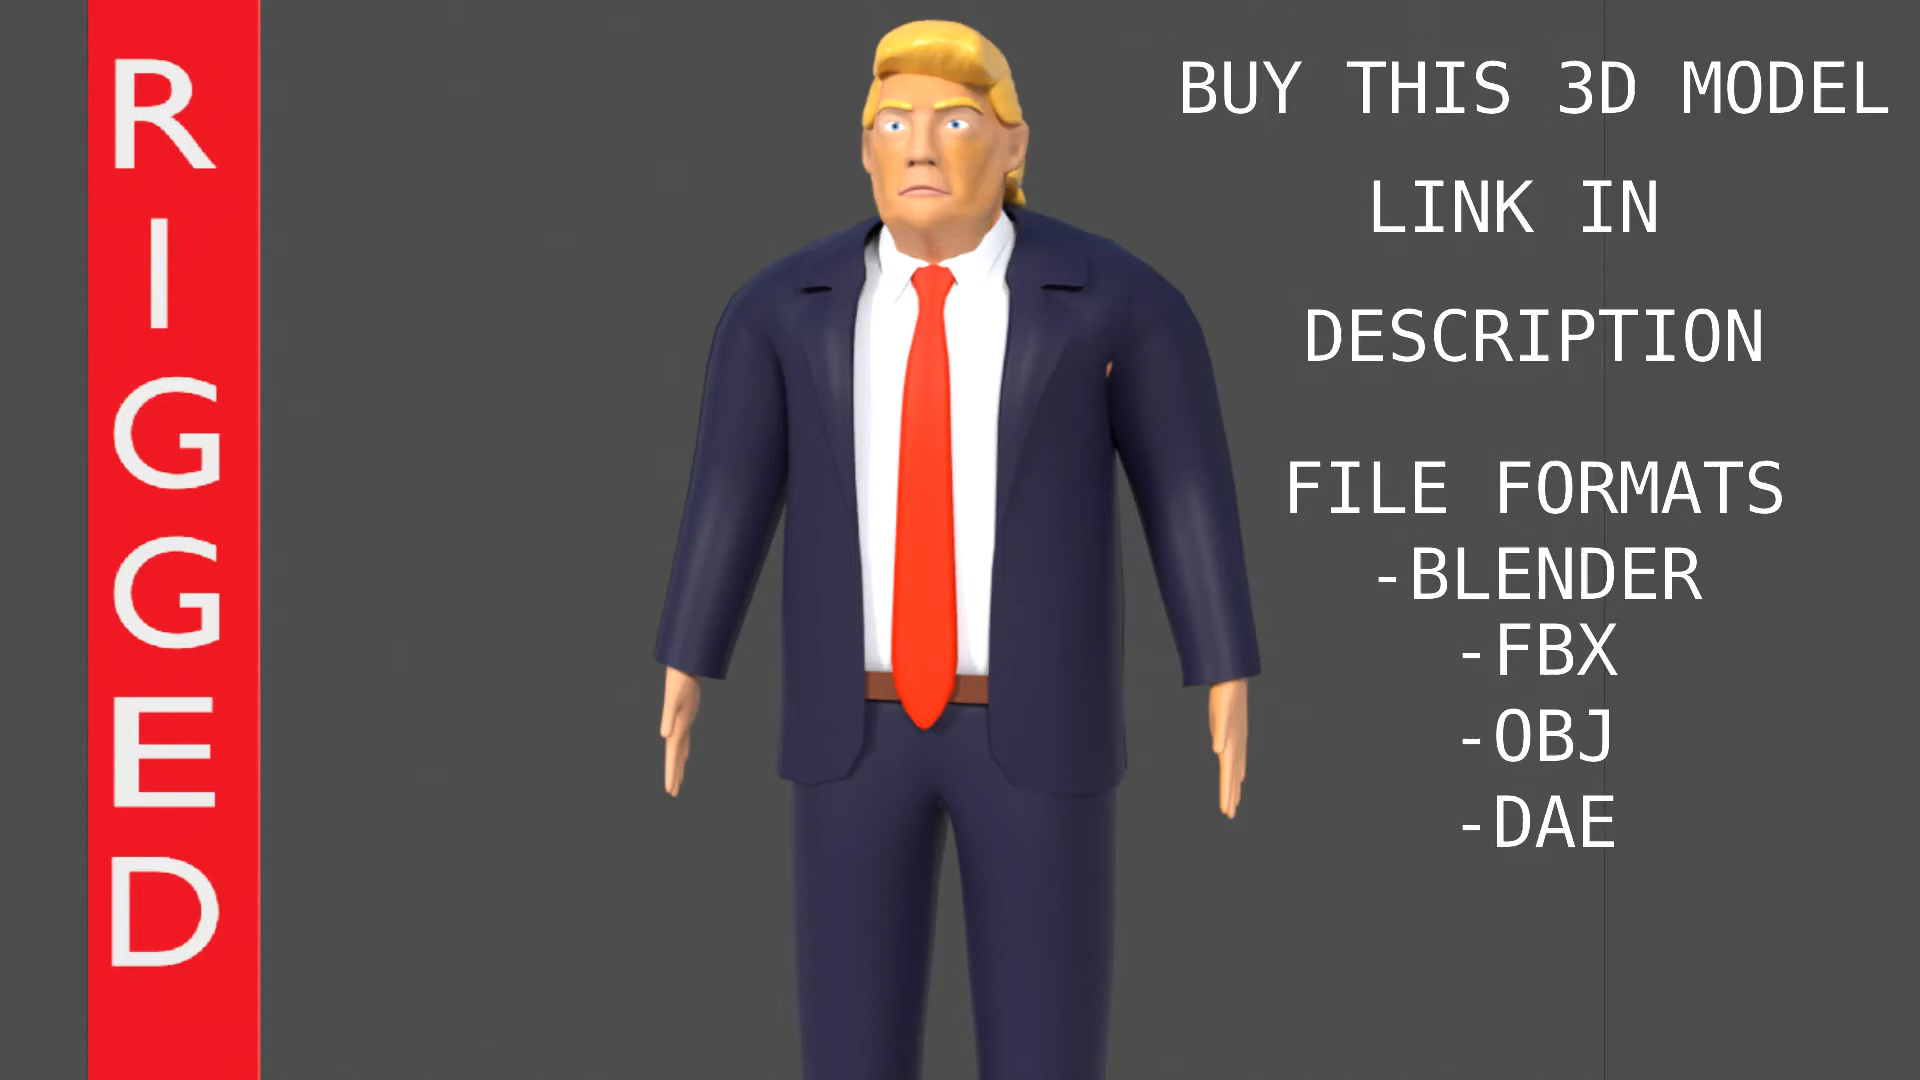 RIGGED
BUY THIS 3D MODEL
LINK IN
DESCRIPTION
FILE FORMATS
-BLENDER
-FBX
-OBJ
-DAE